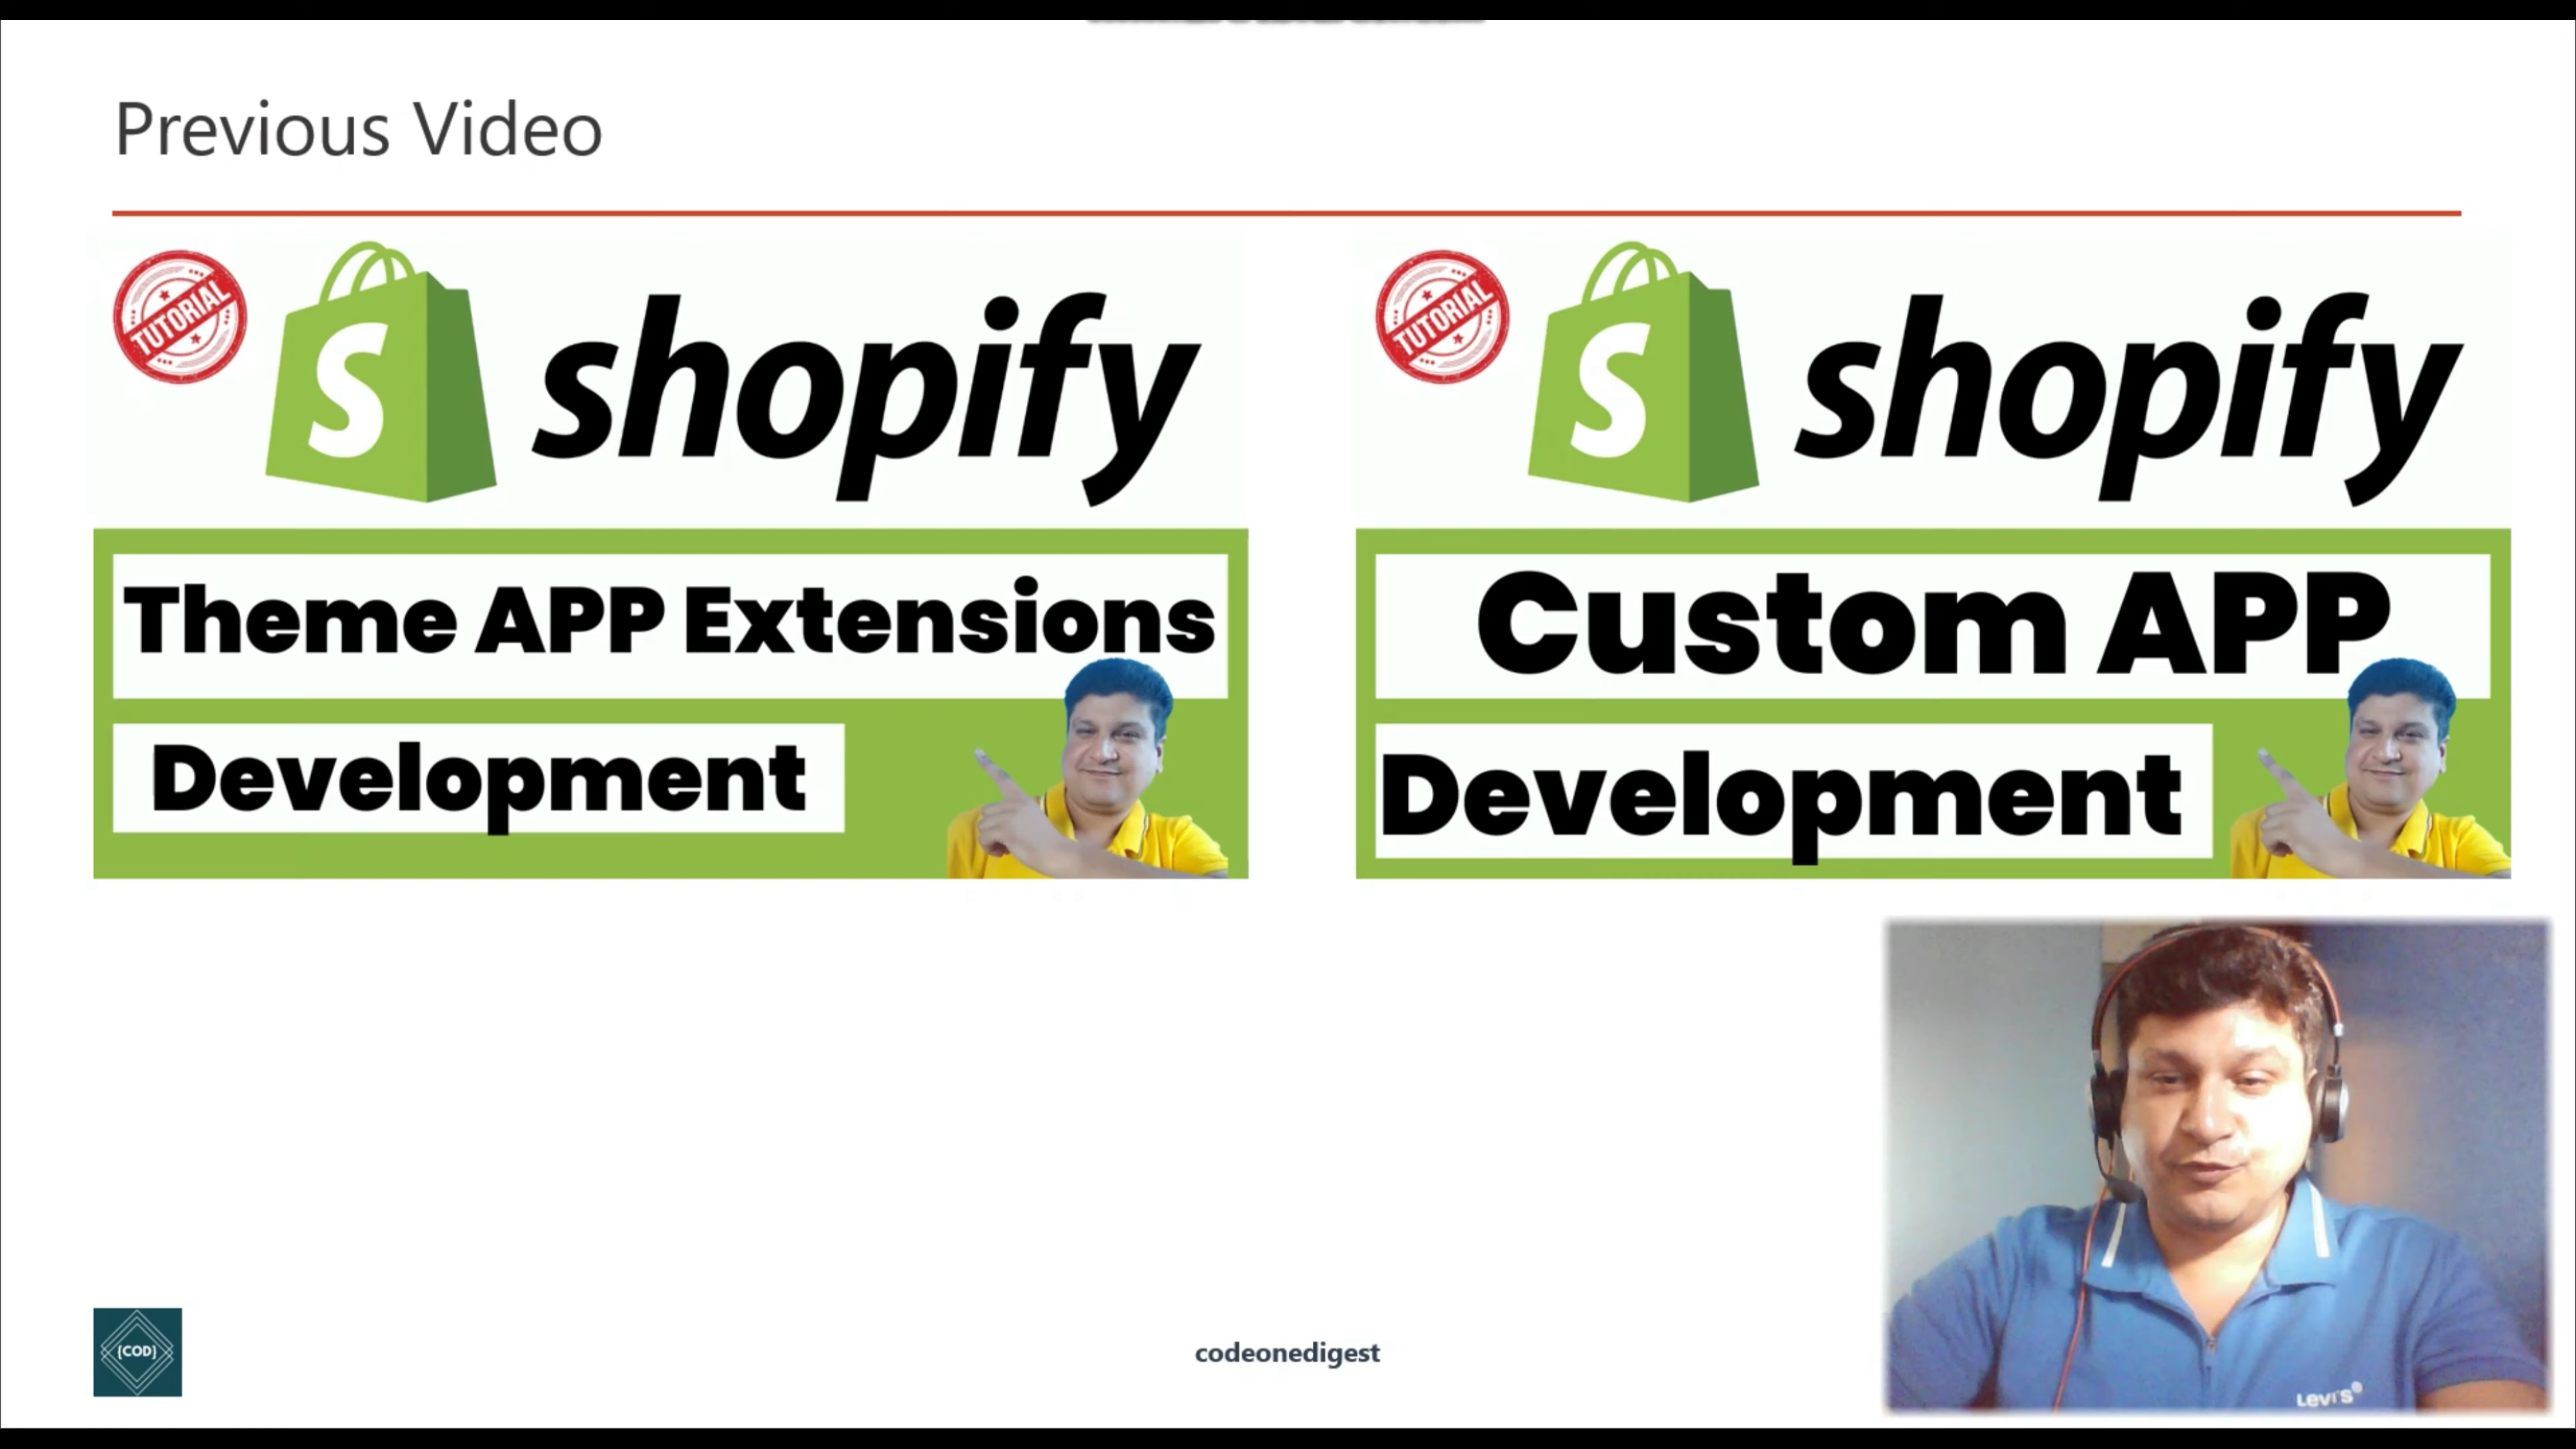 Previous Video
TUTORIAL
S
shopify
Theme APP Extensions
Development
TUTORIAL
S
shopify
Custom APP
Development
{COD}
codeonedigest
Levi's®